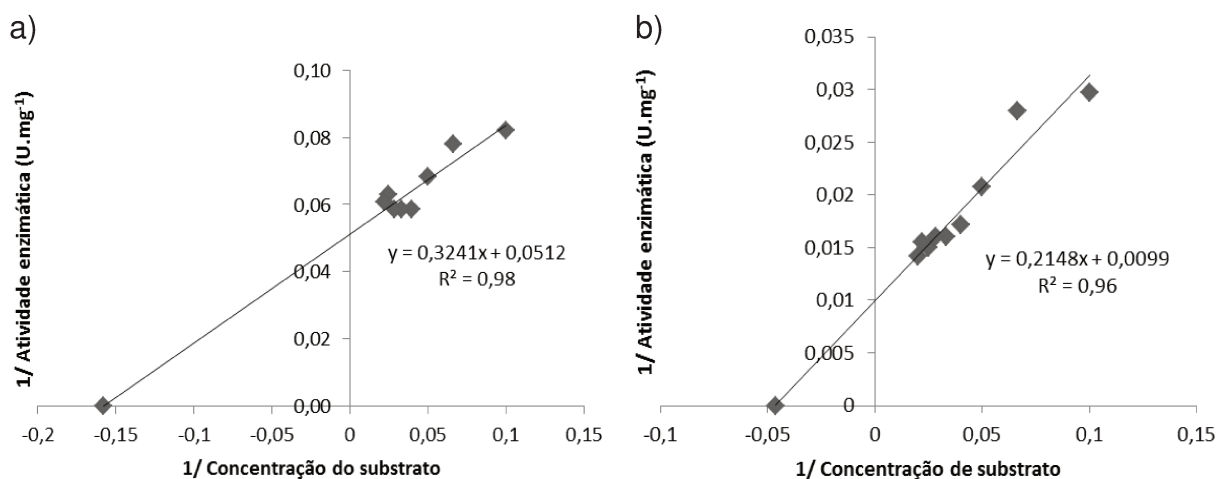 a)
1/ Atividade enzimática (U.mg⁻¹)
0,10
0,08
0,06
0,04
0,02
0,00
y = 0,3241x + 0,0512
R² = 0,98
-0,2
-0,15
-0,1
-0,05
0
0,05
0,1
0,15
1/ Concentração do substrato
b)
1/ Atividade enzimática (U.mg⁻¹)
0,035
0,03
0,025
0,02
0,015
0,01
0,005
0
y = 0,2148x + 0,0099
R² = 0,96
-0,1
-0,05
0
0,05
0,1
0,15
1/ Concentração de substrato